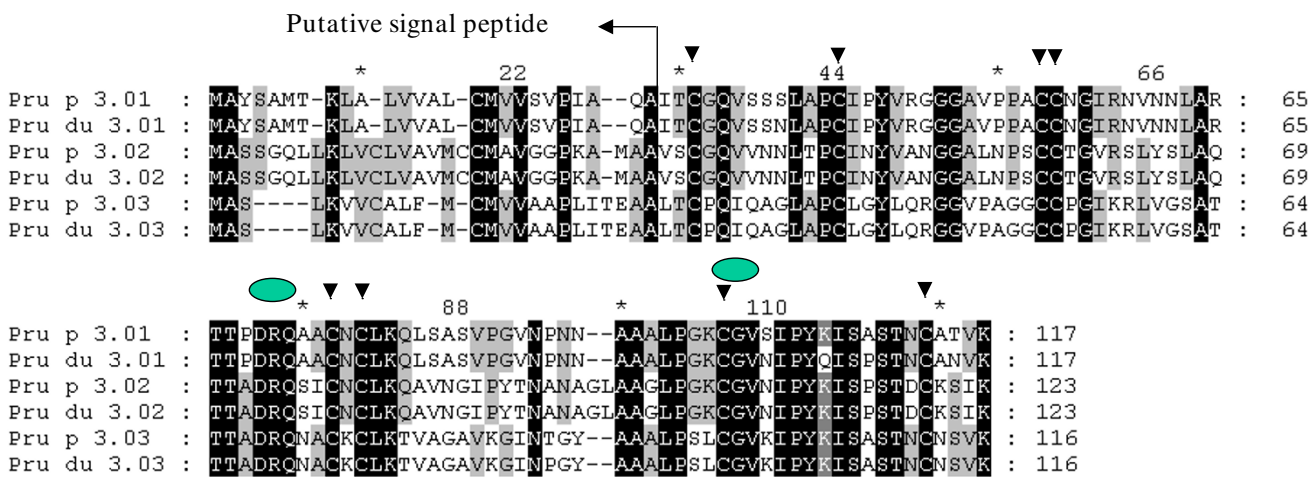 Putative signal peptide
* 22 * 44 * 66
Pru p 3.01 : MAYSAMT-KLA-LVVAL-CMVVSVPIA--QAITCGQVSSSLAPCIPYVRGGGAVPPACCNGIRNVNNLAR : 65
Pru du 3.01 : MAYSAMT-KLA-LVVAL-CMVVSVPIA--QAITCGQVSSNLAPCIPYVRGGGAVPPACCNGIRNVNNLAR : 65
Pru p 3.02 : MASSGQLLKLVCLVAVMCCMAVGGPKA-MAAVSCGQVVNNLTPCINYVANGGALNPSCCTGVRSLYSLAQ : 69
Pru du 3.02 : MASSGQLLKLVCLVAVMCCMAVGGPKA-MAAVSCGQVVNNLTPCINYVANGGALNPSCCTGVRSLYSLAQ : 69
Pru p 3.03 : MAS----LKVVCALF-M-CMVVAAPLITEAALTCPQIQAGLAPCLGYLQRGGVPAGGCCPGIKRLVGSAT : 64
Pru du 3.03 : MAS----LKVVCALF-M-CMVVAAPLITEAALTCPQIQAGLAPCLGYLQRGGVPAGGCCPGIKRLVGSAT : 64
* 88 * 110 *
Pru p 3.01 : TTPDRQAACNCLKQLSASVPGVNPNN--AAALPGKCGVSIPYKISASTNCATVK : 117
Pru du 3.01 : TTPDRQAACNCLKQLSASVPGVNPNN--AAALPGKCGVSIPYQISPSTNCANVK : 117
Pru p 3.02 : TTADRQSICNCLKQAVNGIPYTNANAGLAAGLPGKCGVNIPYKISPSTDCKSIK : 123
Pru du 3.02 : TTADRQSICNCLKQAVNGIPYTNANAGLAAGLPGKCGVNIPYKISPSTDCKSIK : 123
Pru p 3.03 : TTADRQNACKCLKTVAGAVKGINTGY--AAALPSLCGVKIPYKISASTNCNSVK : 116
Pru du 3.03 : TTADRQNACKCLKTVAGAVKGINPGY--AAALPSLCGVKIPYKISASTNCNSVK : 116